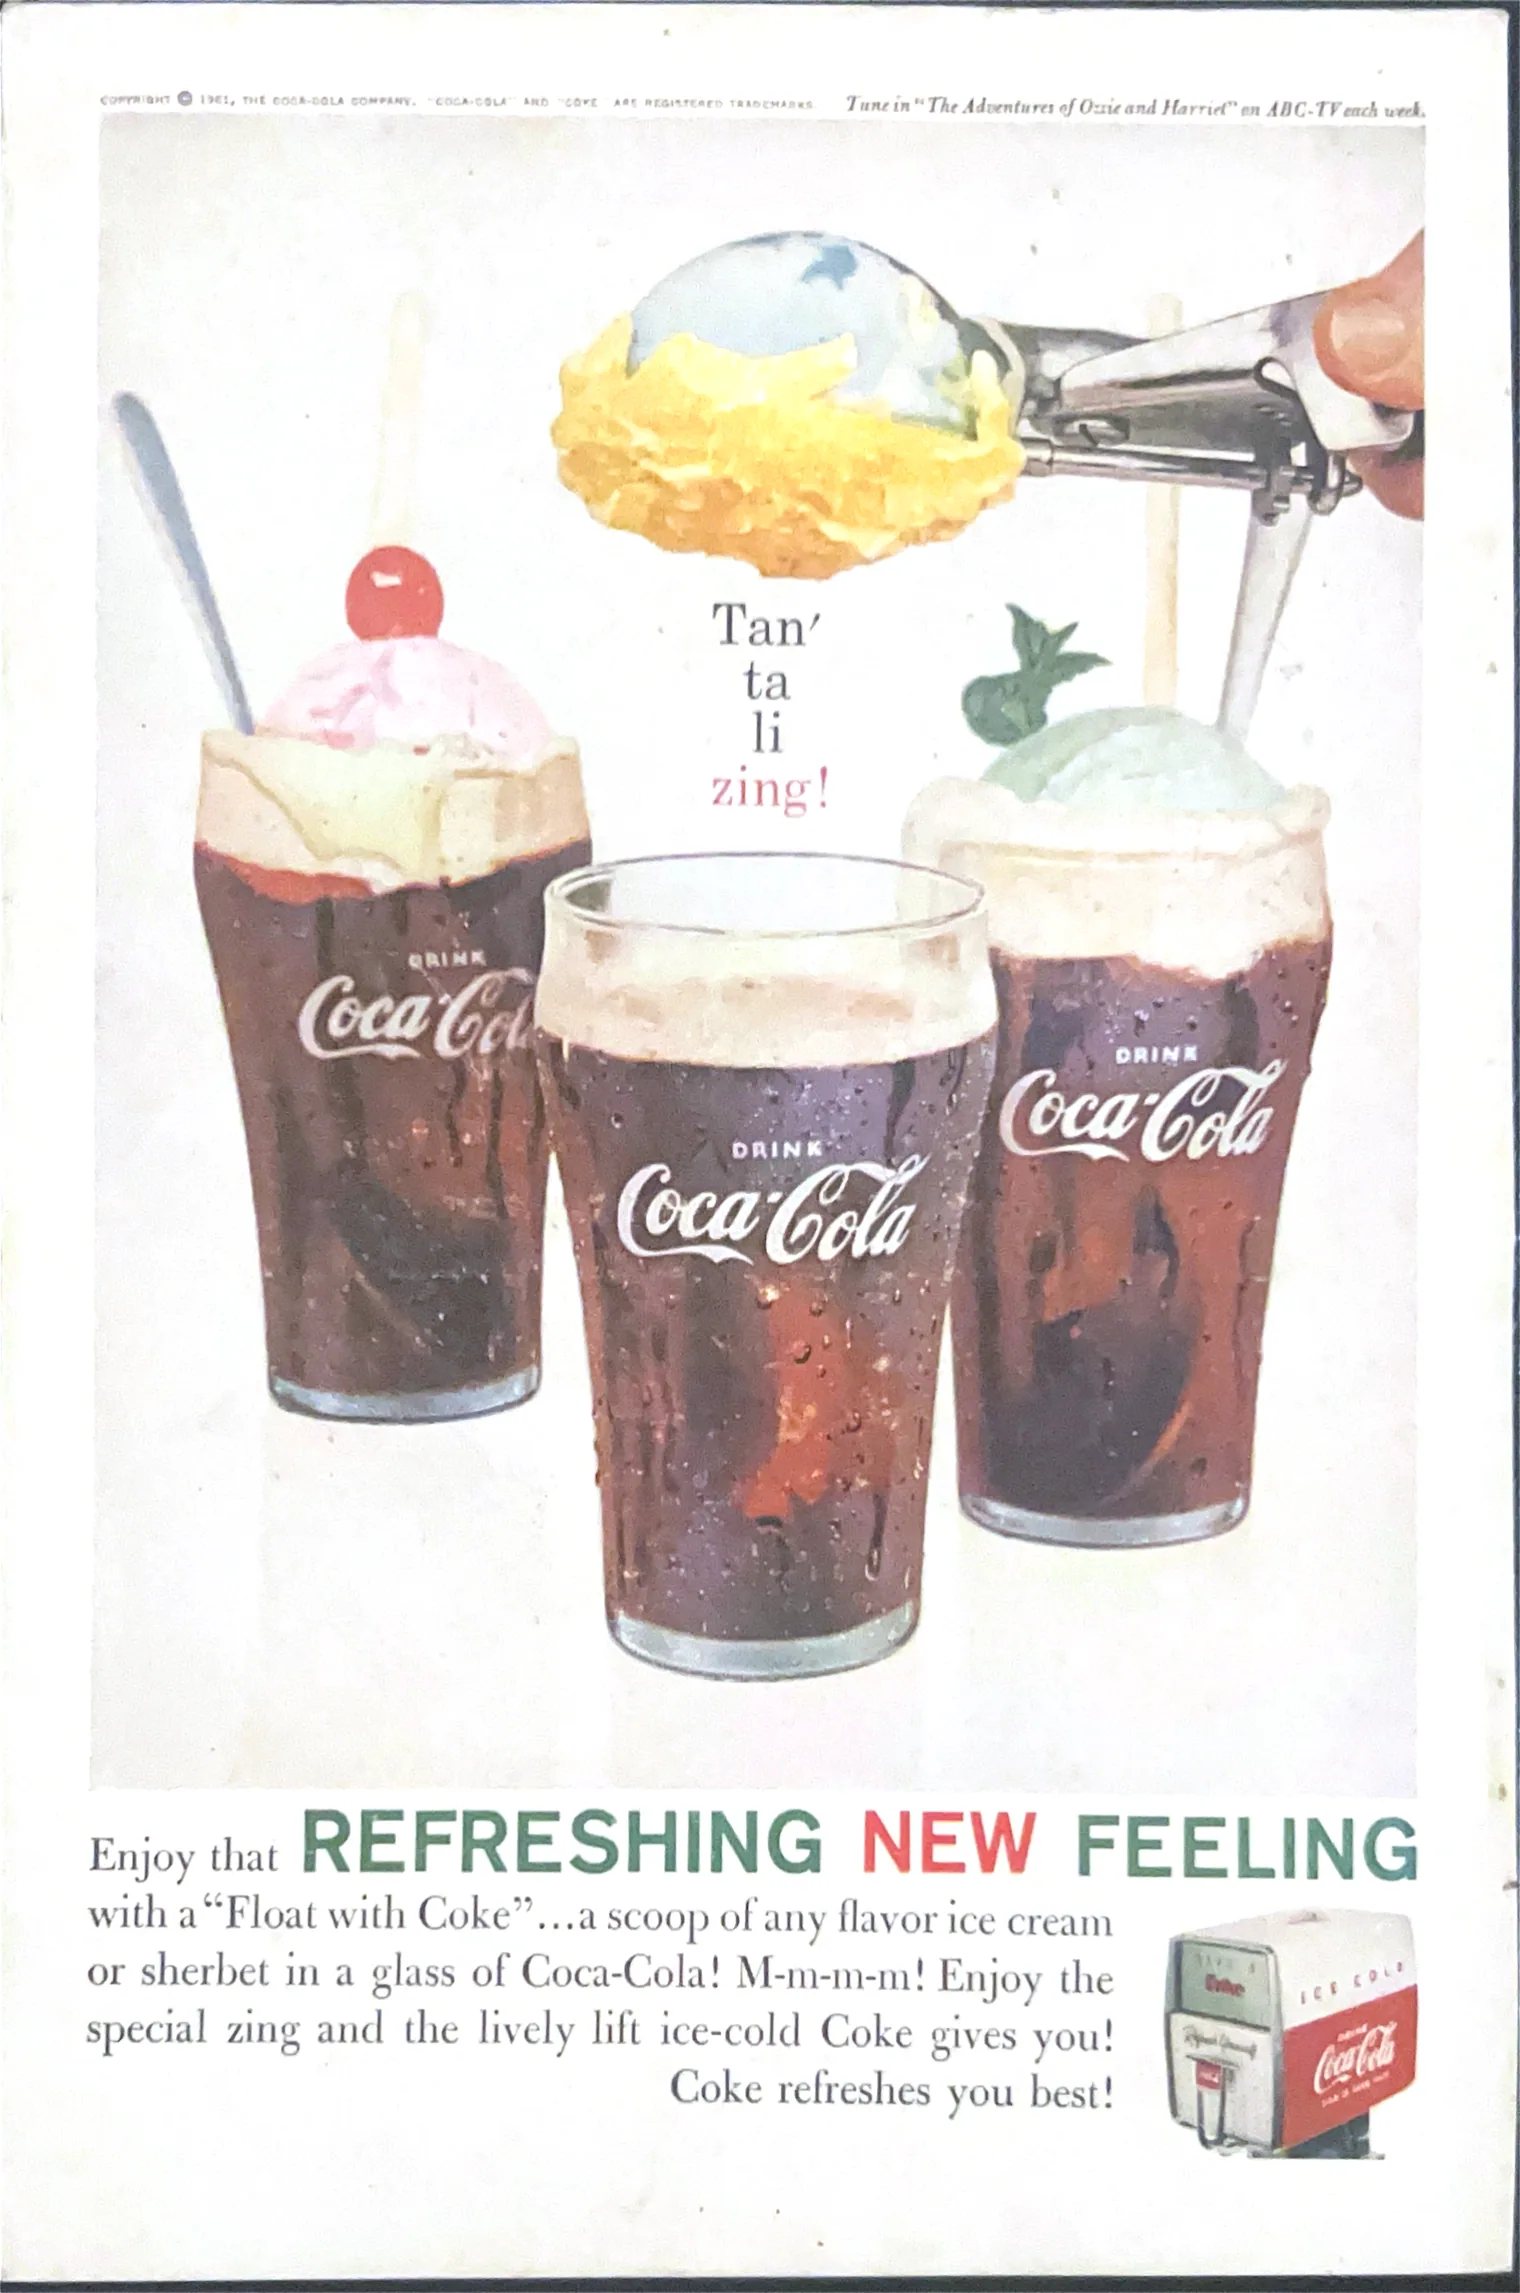 COPYRIGHT © 1961, THE COCA-COLA COMPANY. "COCA-COLA" AND "COKE" ARE REGISTERED TRADEMARKS
Tune in "The Adventures of Ozzie and Harriet" on ABC-TV each week.
Tan'
ta
li
zing!
DRINK
Coca-Col
DRINK
Coca-Cola
DRINK
Coca-Cola
Enjoy that REFRESHING NEW FEELING
with a "Float with Coke"...a scoop of any flavor ice cream
or sherbet in a glass of Coca-Cola! M-m-m-m! Enjoy the
special zing and the lively lift ice-cold Coke gives you!
Coke refreshes you best!
ICE COLD
DRINK
Coca-Cola